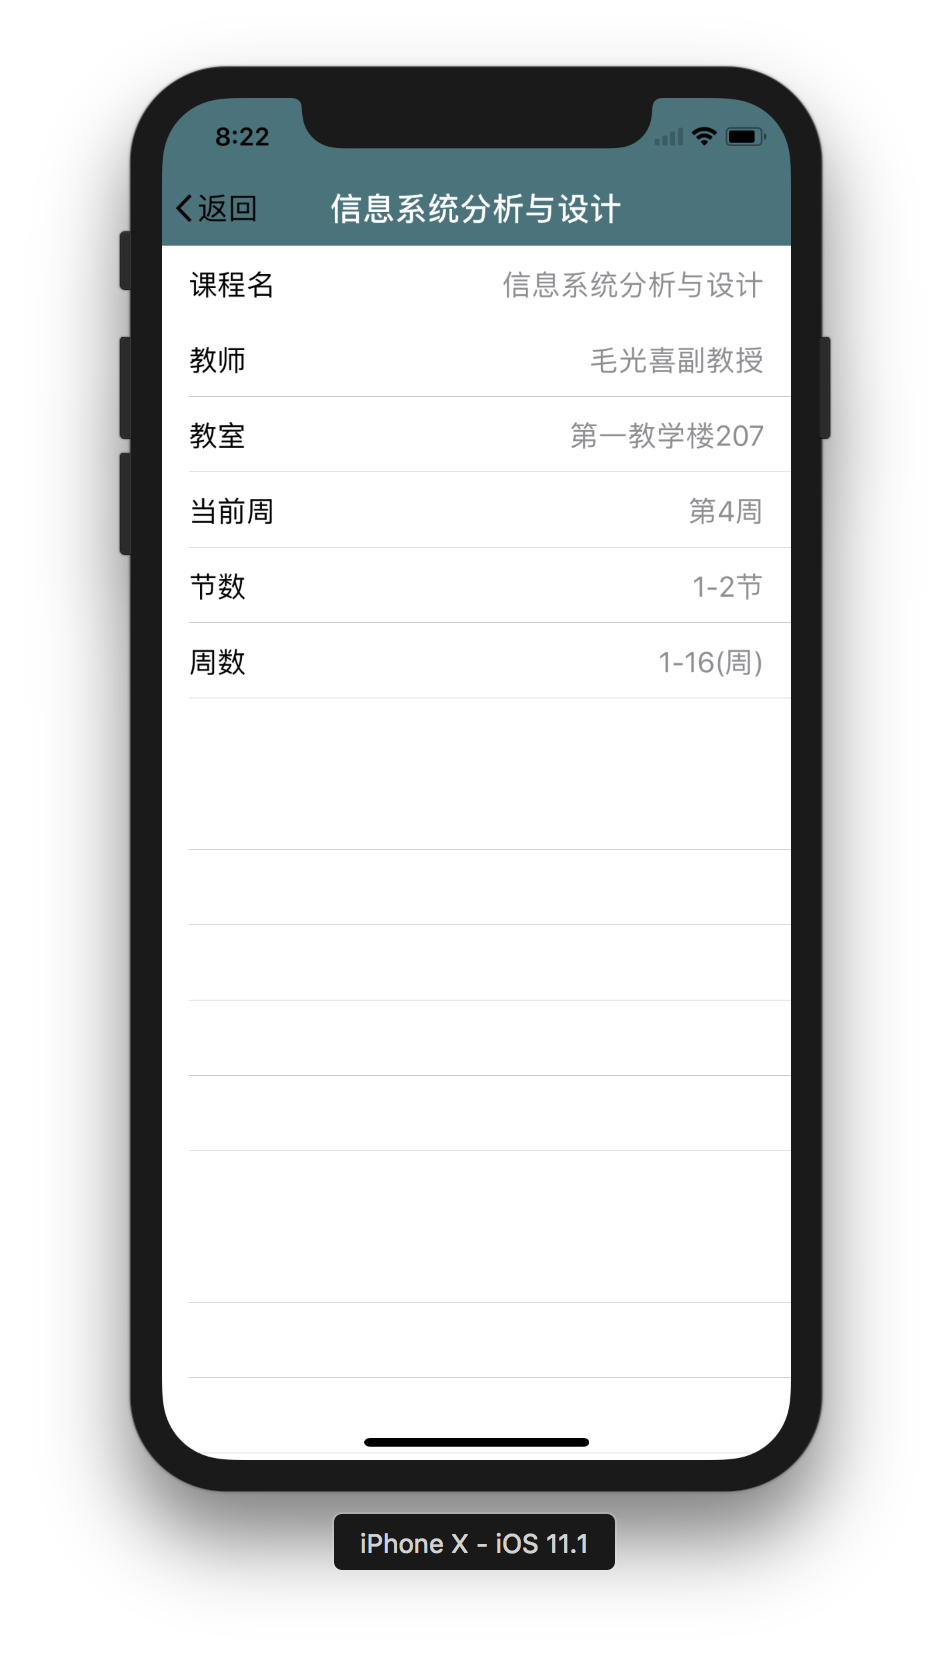 8:22
返回 信息系统分析与设计
课程名 信息系统分析与设计
教师 毛光喜副教授
教室 第一教学楼207
当前周 第4周
节数 1-2节
周数 1-16(周)
iPhone X - iOS 11.1